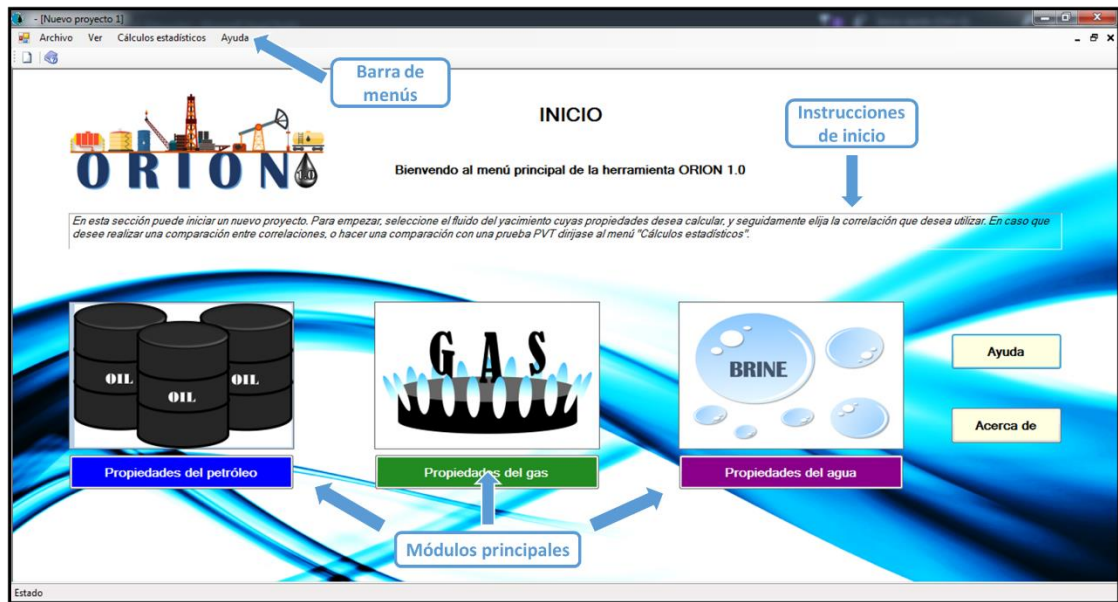 - [Nuevo proyecto 1]
Archivo Ver Cálculos estadísticos Ayuda
Barra de
menús
INICIO
Instrucciones
de inicio
ORION
1.0
Bienvendo al menú principal de la herramienta ORION 1.0
En esta sección puede iniciar un nuevo proyecto. Para empezar, seleccione el fluido del yacimiento cuyas propiedades desea calcular, y seguidamente elija la correlación que desea utilizar. En caso que
desee realizar una comparación entre correlaciones, o hacer una comparación con una prueba PVT dirijase al menú "Cálculos estadísticos".
OIL
OIL
OIL
GAS
BRINE
Ayuda
Acerca de
Propiedades del petróleo
Propiedades del gas
Propiedades del agua
Módulos principales
Estado